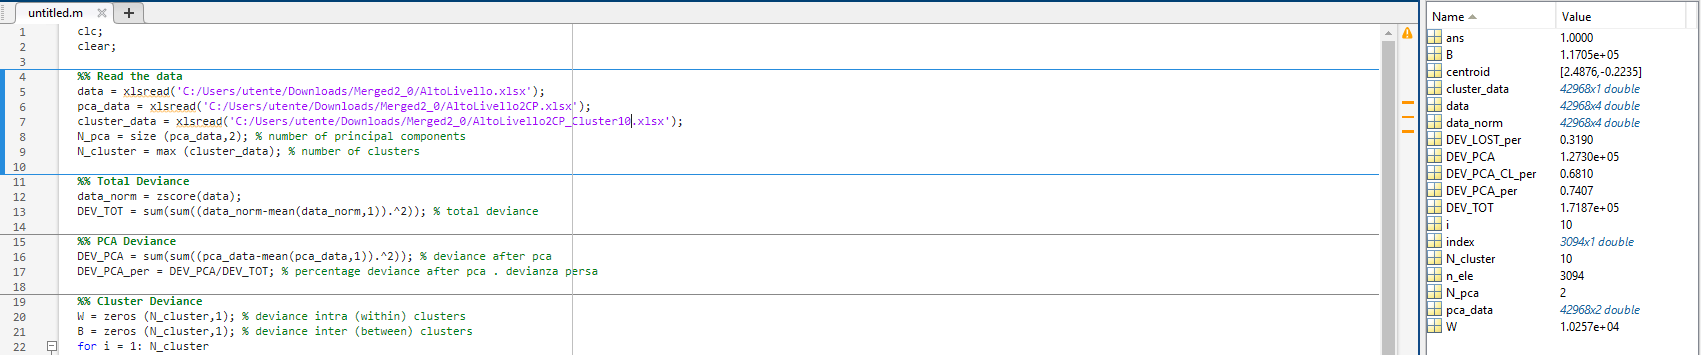 untitled.m × +
1 clc;
2 clear;
3
4 %% Read the data
5 data = xlsread('C:/Users/utente/Downloads/Merged2_0/AltoLivello.xlsx');
6 pca_data = xlsread('C:/Users/utente/Downloads/Merged2_0/AltoLivello2CP.xlsx');
7 cluster_data = xlsread('C:/Users/utente/Downloads/Merged2_0/AltoLivello2CP_Cluster10.xlsx');
8 N_pca = size (pca_data,2); % number of principal components
9 N_cluster = max (cluster_data); % number of clusters
10
11 %% Total Deviance
12 data_norm = zscore(data);
13 DEV_TOT = sum(sum((data_norm-mean(data_norm,1)).^2)); % total deviance
14
15 %% PCA Deviance
16 DEV_PCA = sum(sum((pca_data-mean(pca_data,1)).^2)); % deviance after pca
17 DEV_PCA_per = DEV_PCA/DEV_TOT; % percentage deviance after pca . devianza persa
18
19 %% Cluster Deviance
20 W = zeros (N_cluster,1); % deviance intra (within) clusters
21 B = zeros (N_cluster,1); % deviance inter (between) clusters
22 for i = 1: N_cluster
Name Value
ans 1.0000
B 1.1705e+05
centroid [2.4876,-0.2235]
cluster_data 42968x1 double
data 42968x4 double
data_norm 42968x4 double
DEV_LOST_per 0.3190
DEV_PCA 1.2730e+05
DEV_PCA_CL_per 0.6810
DEV_PCA_per 0.7407
DEV_TOT 1.7187e+05
i 10
index 3094x1 double
N_cluster 10
n_ele 3094
N_pca 2
pca_data 42968x2 double
W 1.0257e+04